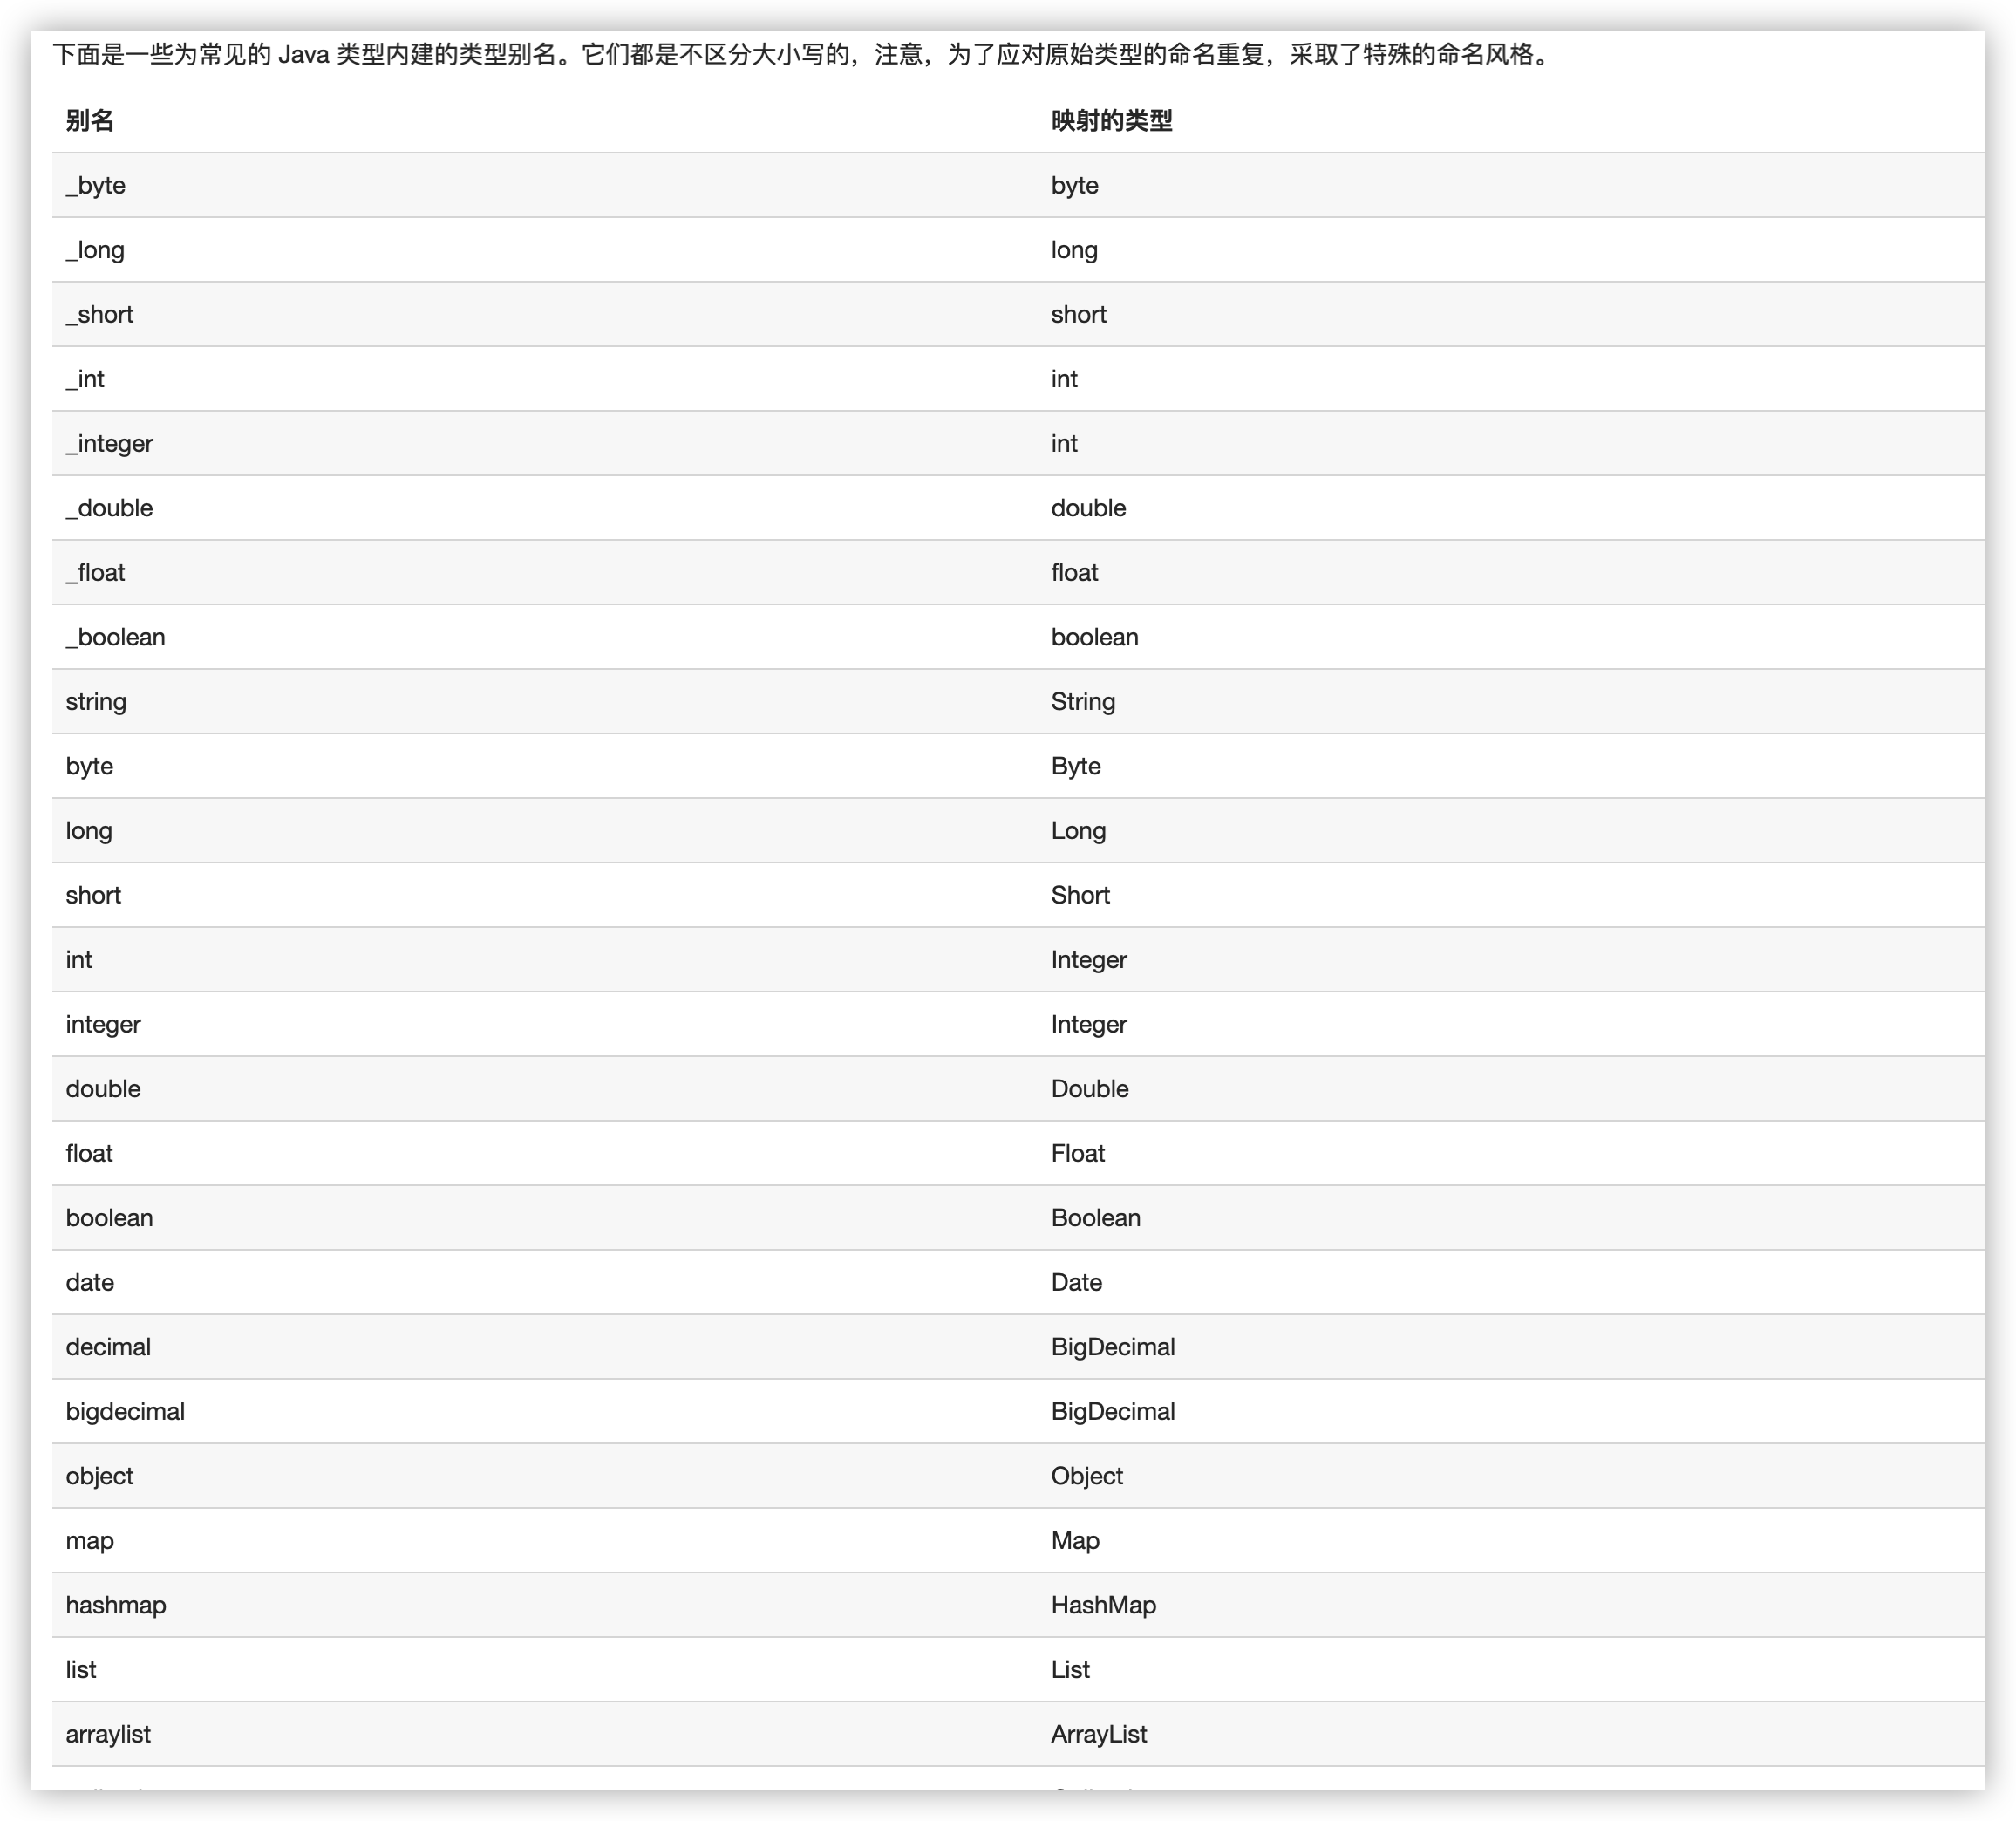 下面是一些为常见的 Java 类型内建的类型别名。它们都是不区分大小写的，注意，为了应对原始类型的命名重复，采取了特殊的命名风格。
别名 映射的类型
_byte byte
_long long
_short short
_int int
_integer int
_double double
_float float
_boolean boolean
string String
byte Byte
long Long
short Short
int Integer
integer Integer
double Double
float Float
boolean Boolean
date Date
decimal BigDecimal
bigdecimal BigDecimal
object Object
map Map
hashmap HashMap
list List
arraylist ArrayList